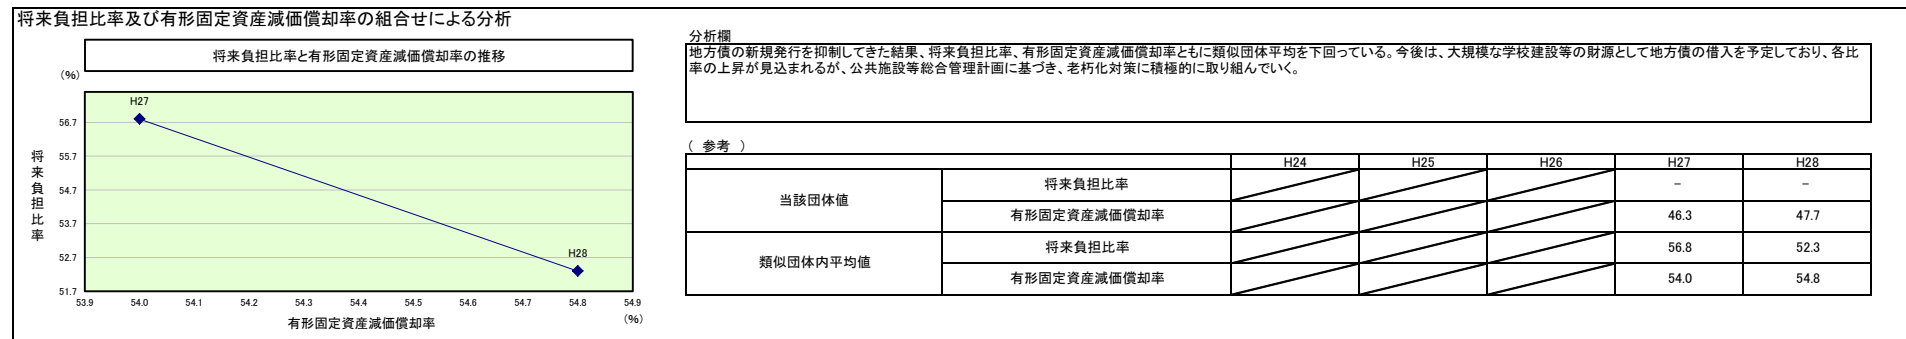 将来負担比率及び有形固定資産減価償却率の組合せによる分析
将来負担比率と有形固定資産減価償却率の推移
(%)
H27
56.7
55.7
54.7
53.7
52.7
51.7
将来負担比率
H28
53.9 54.0 54.1 54.2 54.3 54.4 54.5 54.6 54.7 54.8 54.9
有形固定資産減価償却率
(%)
分析欄
地方債の新規発行を抑制してきた結果、将来負担比率、有形固定資産減価償却率ともに類似団体平均を下回っている。今後は、大規模な学校建設等の財源として地方債の借入を予定しており、各比
率の上昇が見込まれるが、公共施設等総合管理計画に基づき、老朽化対策に積極的に取り組んでいく。
( 参考 )
H24 H25 H26 H27 H28
当該団体値
将来負担比率 - -
有形固定資産減価償却率 46.3 47.7
類似団体内平均値
将来負担比率 56.8 52.3
有形固定資産減価償却率 54.0 54.8